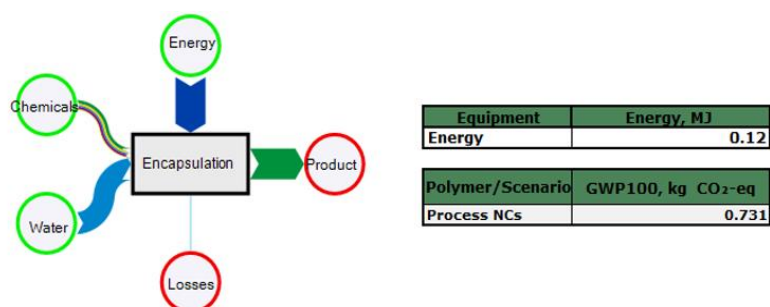 Energy
Chemicals
Encapsulation
Product
Water
Losses
Equipment Energy, MJ
Energy 0.12
Polymer/Scenario GWP100, kg CO₂-eq
Process NCs 0.731